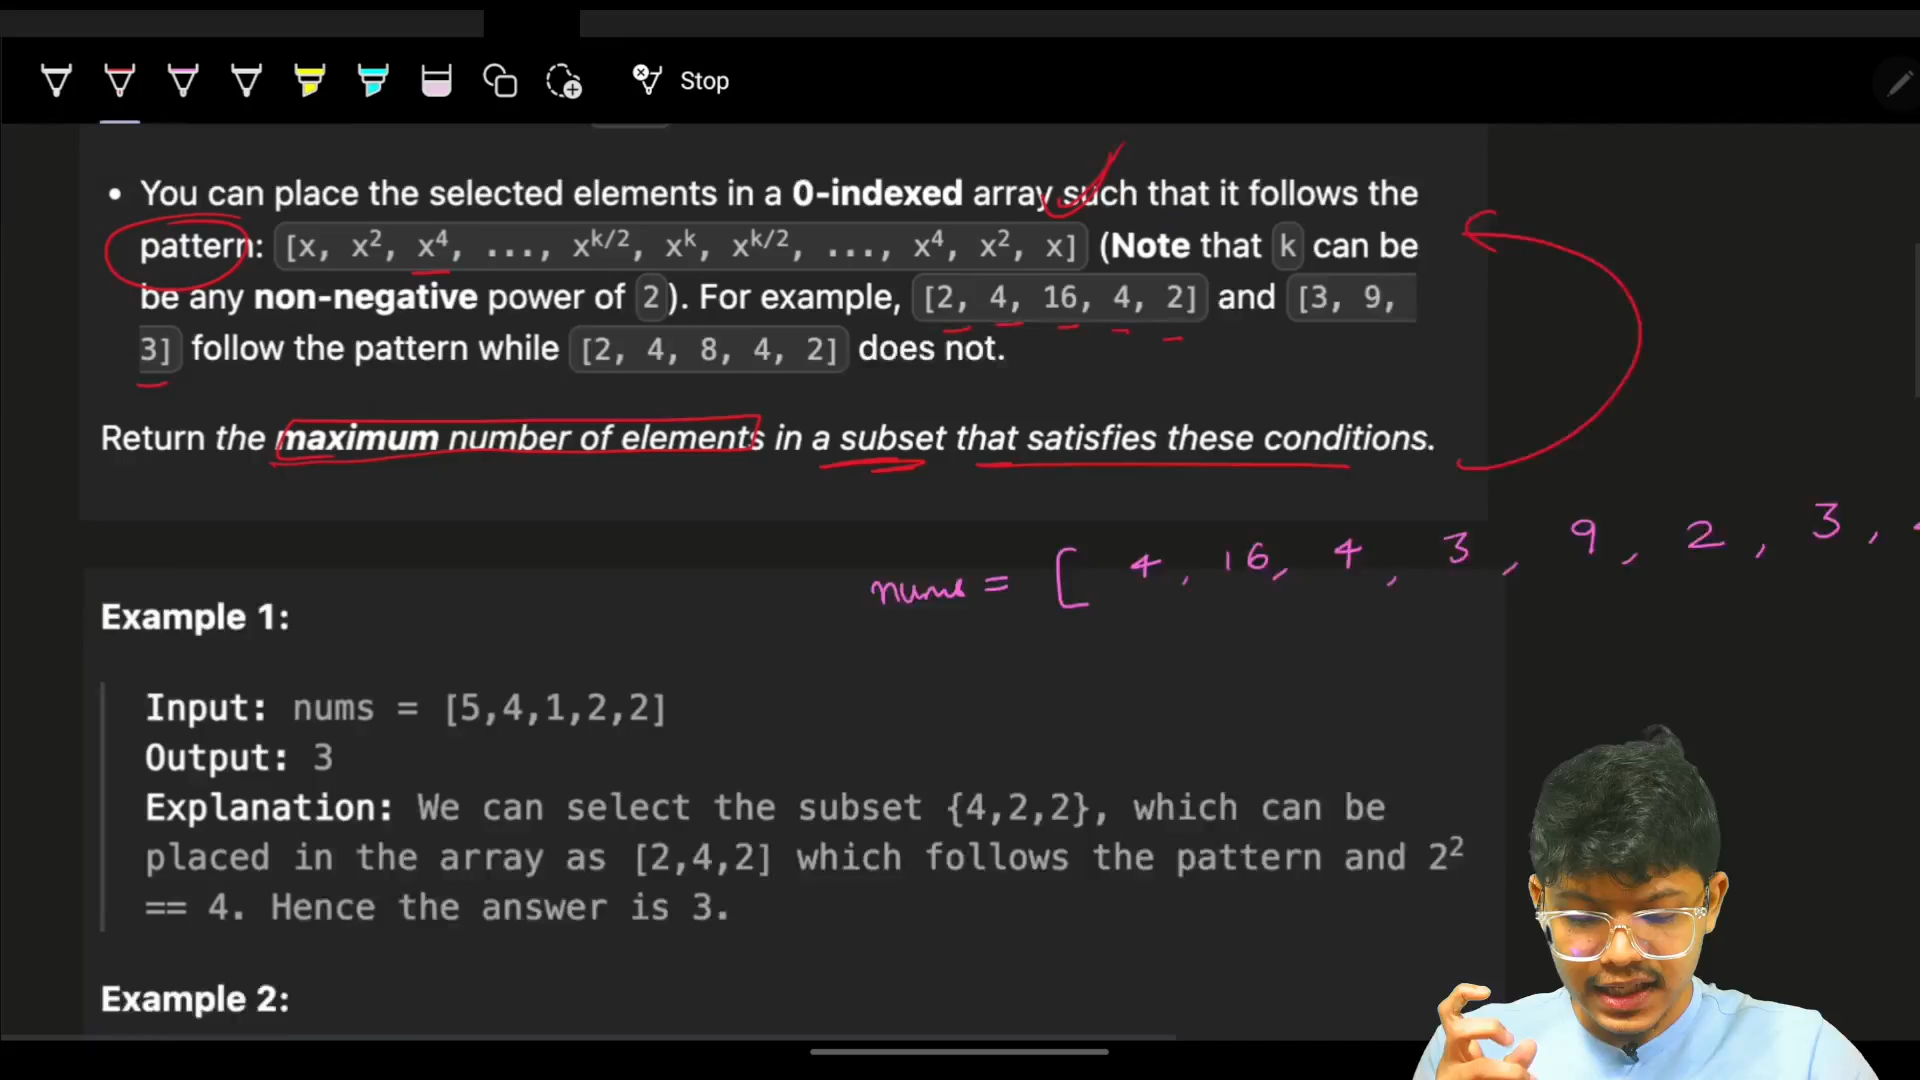 Stop
• You can place the selected elements in a 0-indexed array such that it follows the
pattern: [x, x², x⁴, ..., xᵏ/², xᵏ, xᵏ/², ..., x⁴, x², x] (Note that k can be
be any non-negative power of 2). For example, [2, 4, 16, 4, 2] and [3, 9,
3] follow the pattern while [2, 4, 8, 4, 2] does not.
Return the maximum number of elements in a subset that satisfies these conditions.
nums = [ 4, 16, 4, 3, 9, 2, 3,
Example 1:
Input: nums = [5,4,1,2,2]
Output: 3
Explanation: We can select the subset {4,2,2}, which can be
placed in the array as [2,4,2] which follows the pattern and 2²
== 4. Hence the answer is 3.
Example 2: